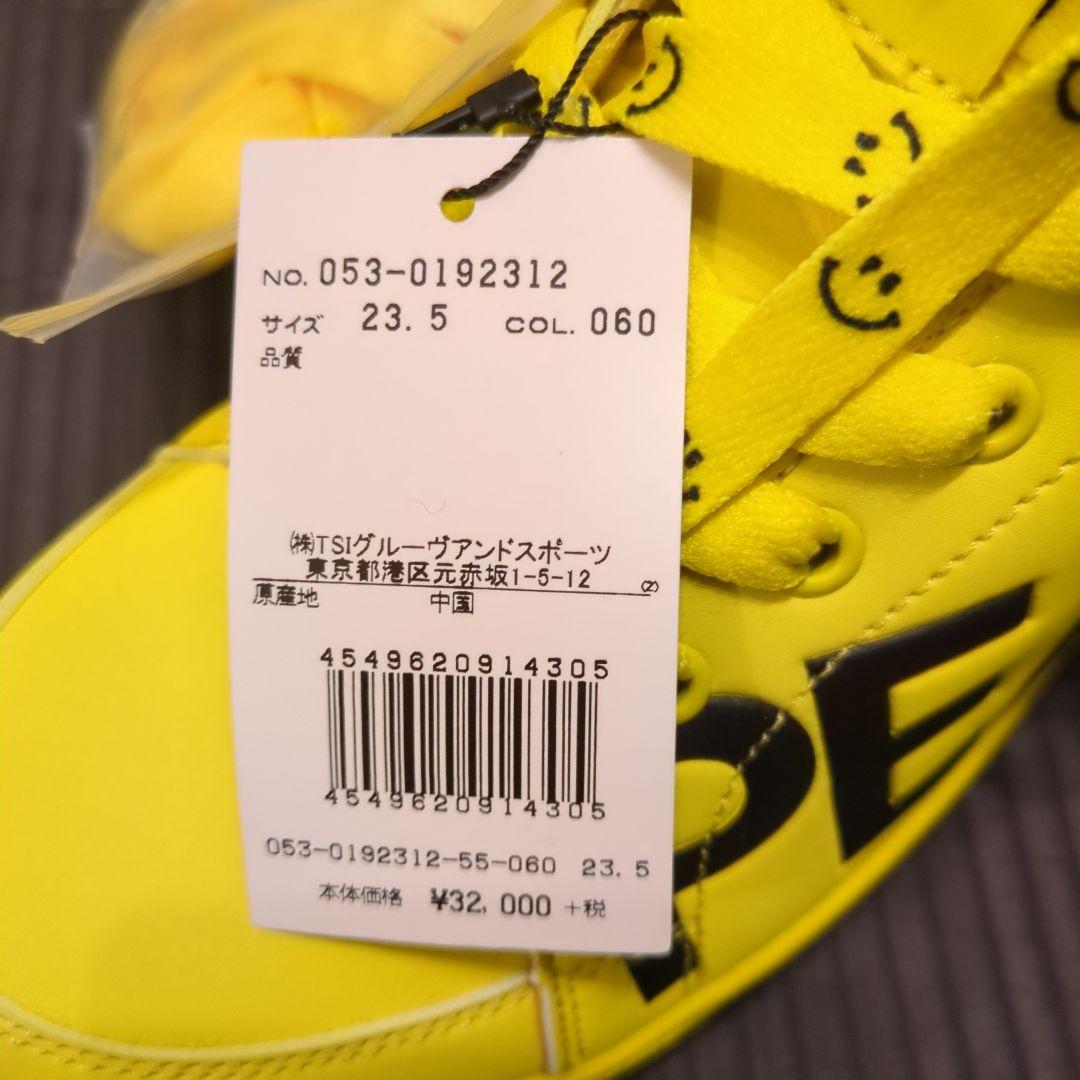 NO. 053-0192312
サイズ 23.5 COL. 060
品質
㈱TSIグルーヴアンドスポーツ
東京都港区元赤坂1-5-12 (Z)
原産地 中国
4549620914305
4549620914305
053-0192312-55-060 23.5
本体価格 ¥32,000 +税